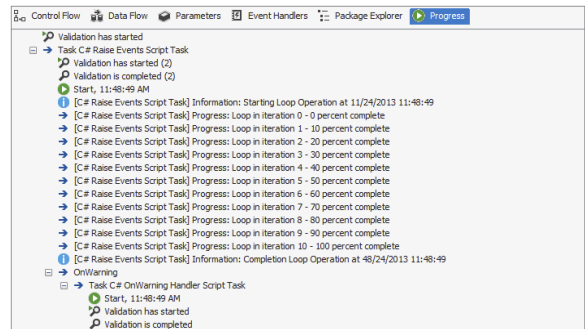 Control Flow Data Flow Parameters Event Handlers Package Explorer Progress
Validation has started
Task C# Raise Events Script Task
Validation has started (2)
Validation is completed (2)
Start, 11:48:49 AM
[C# Raise Events Script Task] Information: Starting Loop Operation at 11/24/2013 11:48:49
[C# Raise Events Script Task] Progress: Loop in iteration 0 - 0 percent complete
[C# Raise Events Script Task] Progress: Loop in iteration 1 - 10 percent complete
[C# Raise Events Script Task] Progress: Loop in iteration 2 - 20 percent complete
[C# Raise Events Script Task] Progress: Loop in iteration 3 - 30 percent complete
[C# Raise Events Script Task] Progress: Loop in iteration 4 - 40 percent complete
[C# Raise Events Script Task] Progress: Loop in iteration 5 - 50 percent complete
[C# Raise Events Script Task] Progress: Loop in iteration 6 - 60 percent complete
[C# Raise Events Script Task] Progress: Loop in iteration 7 - 70 percent complete
[C# Raise Events Script Task] Progress: Loop in iteration 8 - 80 percent complete
[C# Raise Events Script Task] Progress: Loop in iteration 9 - 90 percent complete
[C# Raise Events Script Task] Progress: Loop in iteration 10 - 100 percent complete
[C# Raise Events Script Task] Information: Completion Loop Operation at 48/24/2013 11:48:49
OnWarning
Task C# OnWarning Handler Script Task
Start, 11:48:49 AM
Validation has started
Validation is completed